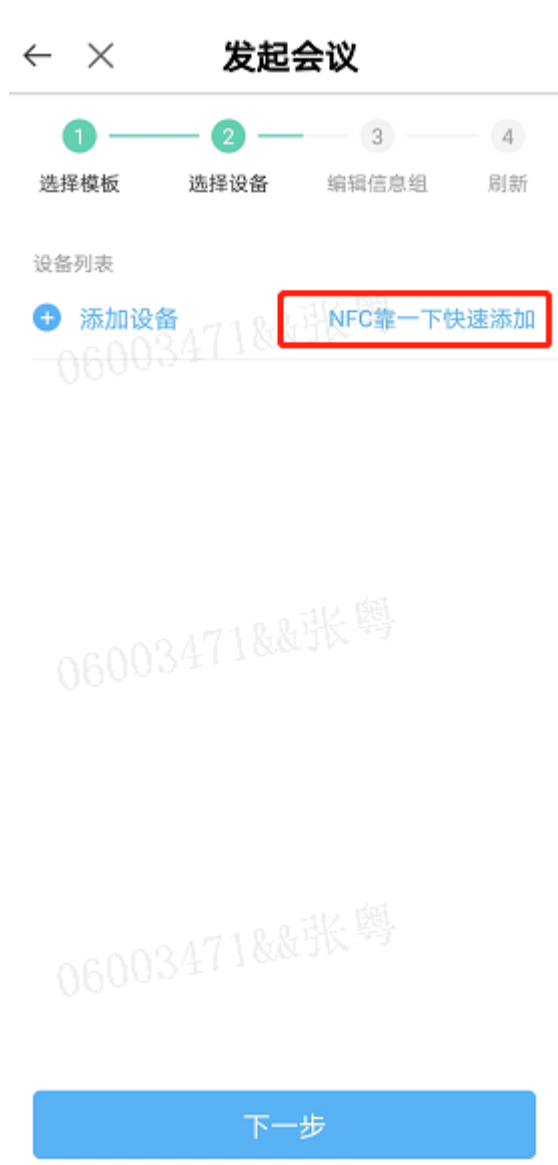 发起会议
1 2 3 4
选择模板 选择设备 编辑信息组 刷新
设备列表
添加设备 NFC靠一下快速添加
06003471&&张粤
06003471&&张粤
06003471&&张粤
下一步